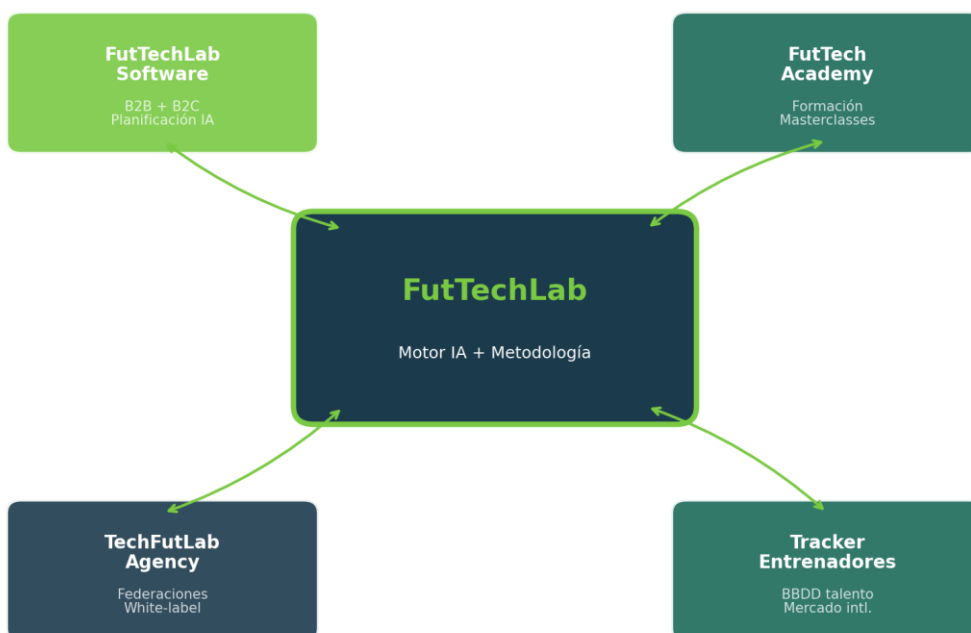 FutTechLab
Software
B2B + B2C
Planificación IA
FutTech
Academy
Formación
Masterclasses
FutTechLab
Motor IA + Metodología
TechFutLab
Agency
Federaciones
White-label
Tracker
Entrenadores
BBDD talento
Mercado intl.